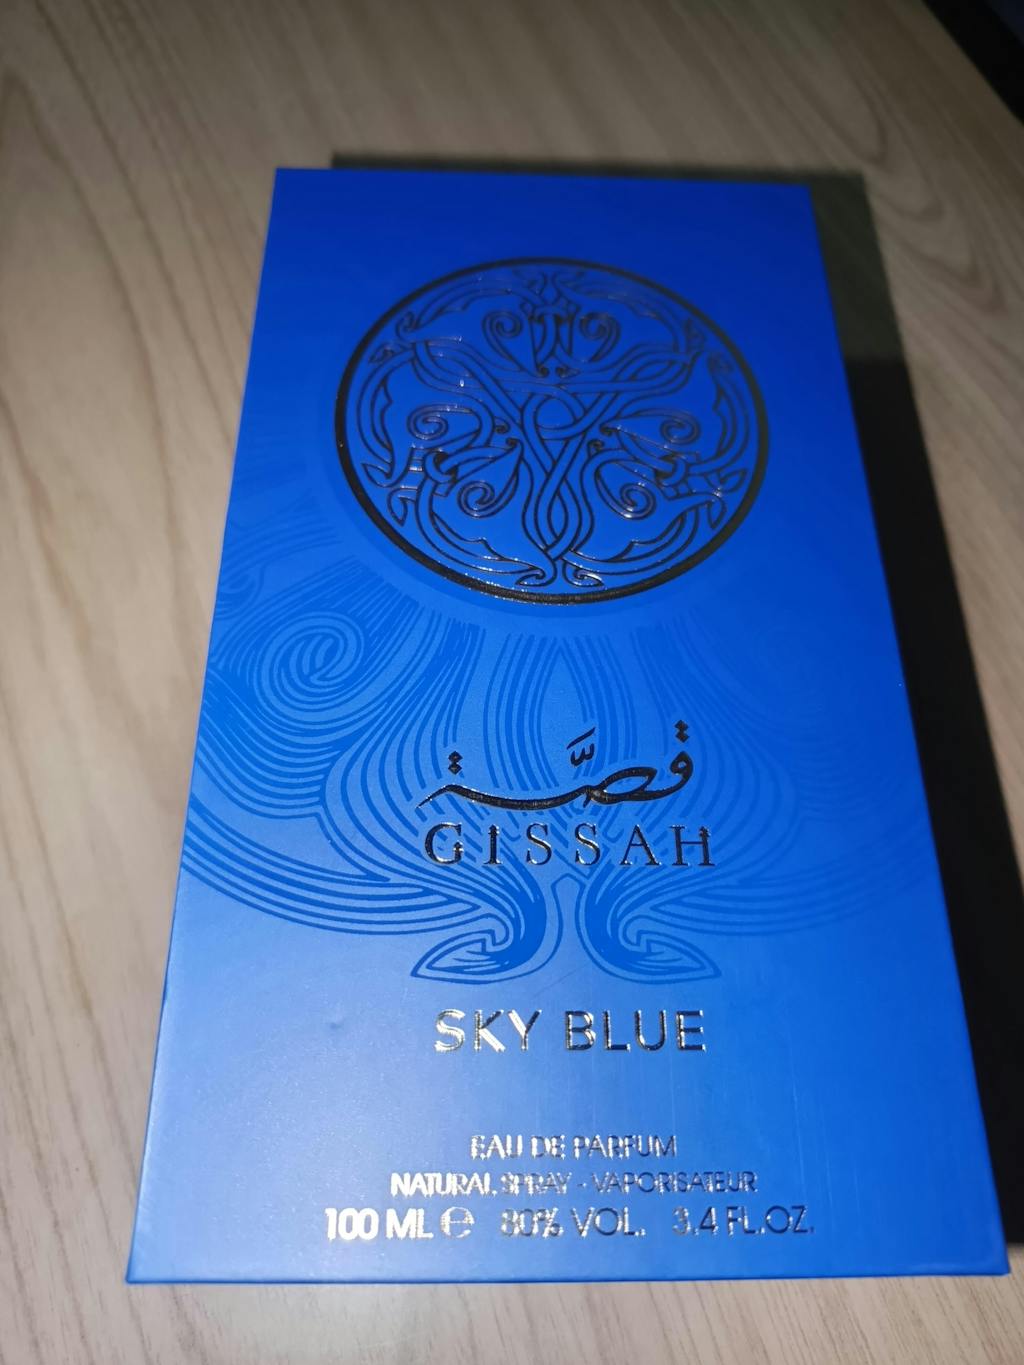 قصّة
GISSAH
SKY BLUE
EAU DE PARFUM
NATURAL SPRAY - VAPORISATEUR
100 ML ℮ 80% VOL. 3.4 FL.OZ.